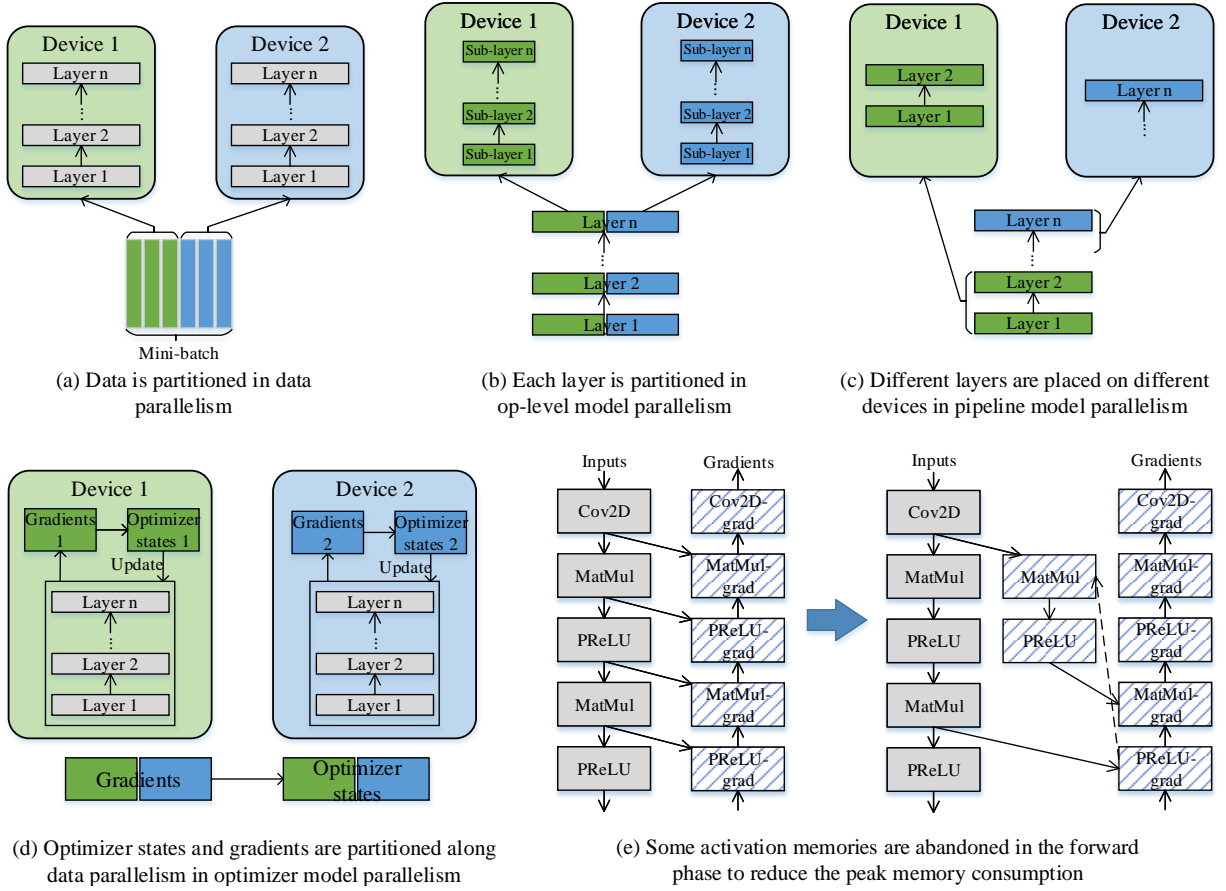 Device 1
Layer n
...
Layer 2
Layer 1
Device 2
Layer n
...
Layer 2
Layer 1
Mini-batch
(a) Data is partitioned in data
parallelism
Device 1
Sub-layer n
...
Sub-layer 2
Sub-layer 1
Device 2
Sub-layer n
...
Sub-layer 2
Sub-layer 1
Layer n
...
Layer 2
Layer 1
(b) Each layer is partitioned in
op-level model parallelism
Device 1
Layer 2
Layer 1
Device 2
Layer n
...
Layer n
...
Layer 2
Layer 1
(c) Different layers are placed on different
devices in pipeline model parallelism
Device 1
Gradients
1
Optimizer
states 1
Update
Layer n
...
Layer 2
Layer 1
Device 2
Gradients
2
Optimizer
states 2
Update
Layer n
...
Layer 2
Layer 1
Gradients
Optimizer
states
(d) Optimizer states and gradients are partitioned along
data parallelism in optimizer model parallelism
Inputs
Cov2D
MatMul
PReLU
MatMul
PReLU
Gradients
Cov2D-
grad
MatMul-
grad
PReLU-
grad
MatMul-
grad
PReLU-
grad
Inputs
Cov2D
MatMul
PReLU
MatMul
PReLU
MatMul
PReLU
Gradients
Cov2D-
grad
MatMul-
grad
PReLU-
grad
MatMul-
grad
PReLU-
grad
(e) Some activation memories are abandoned in the forward
phase to reduce the peak memory consumption